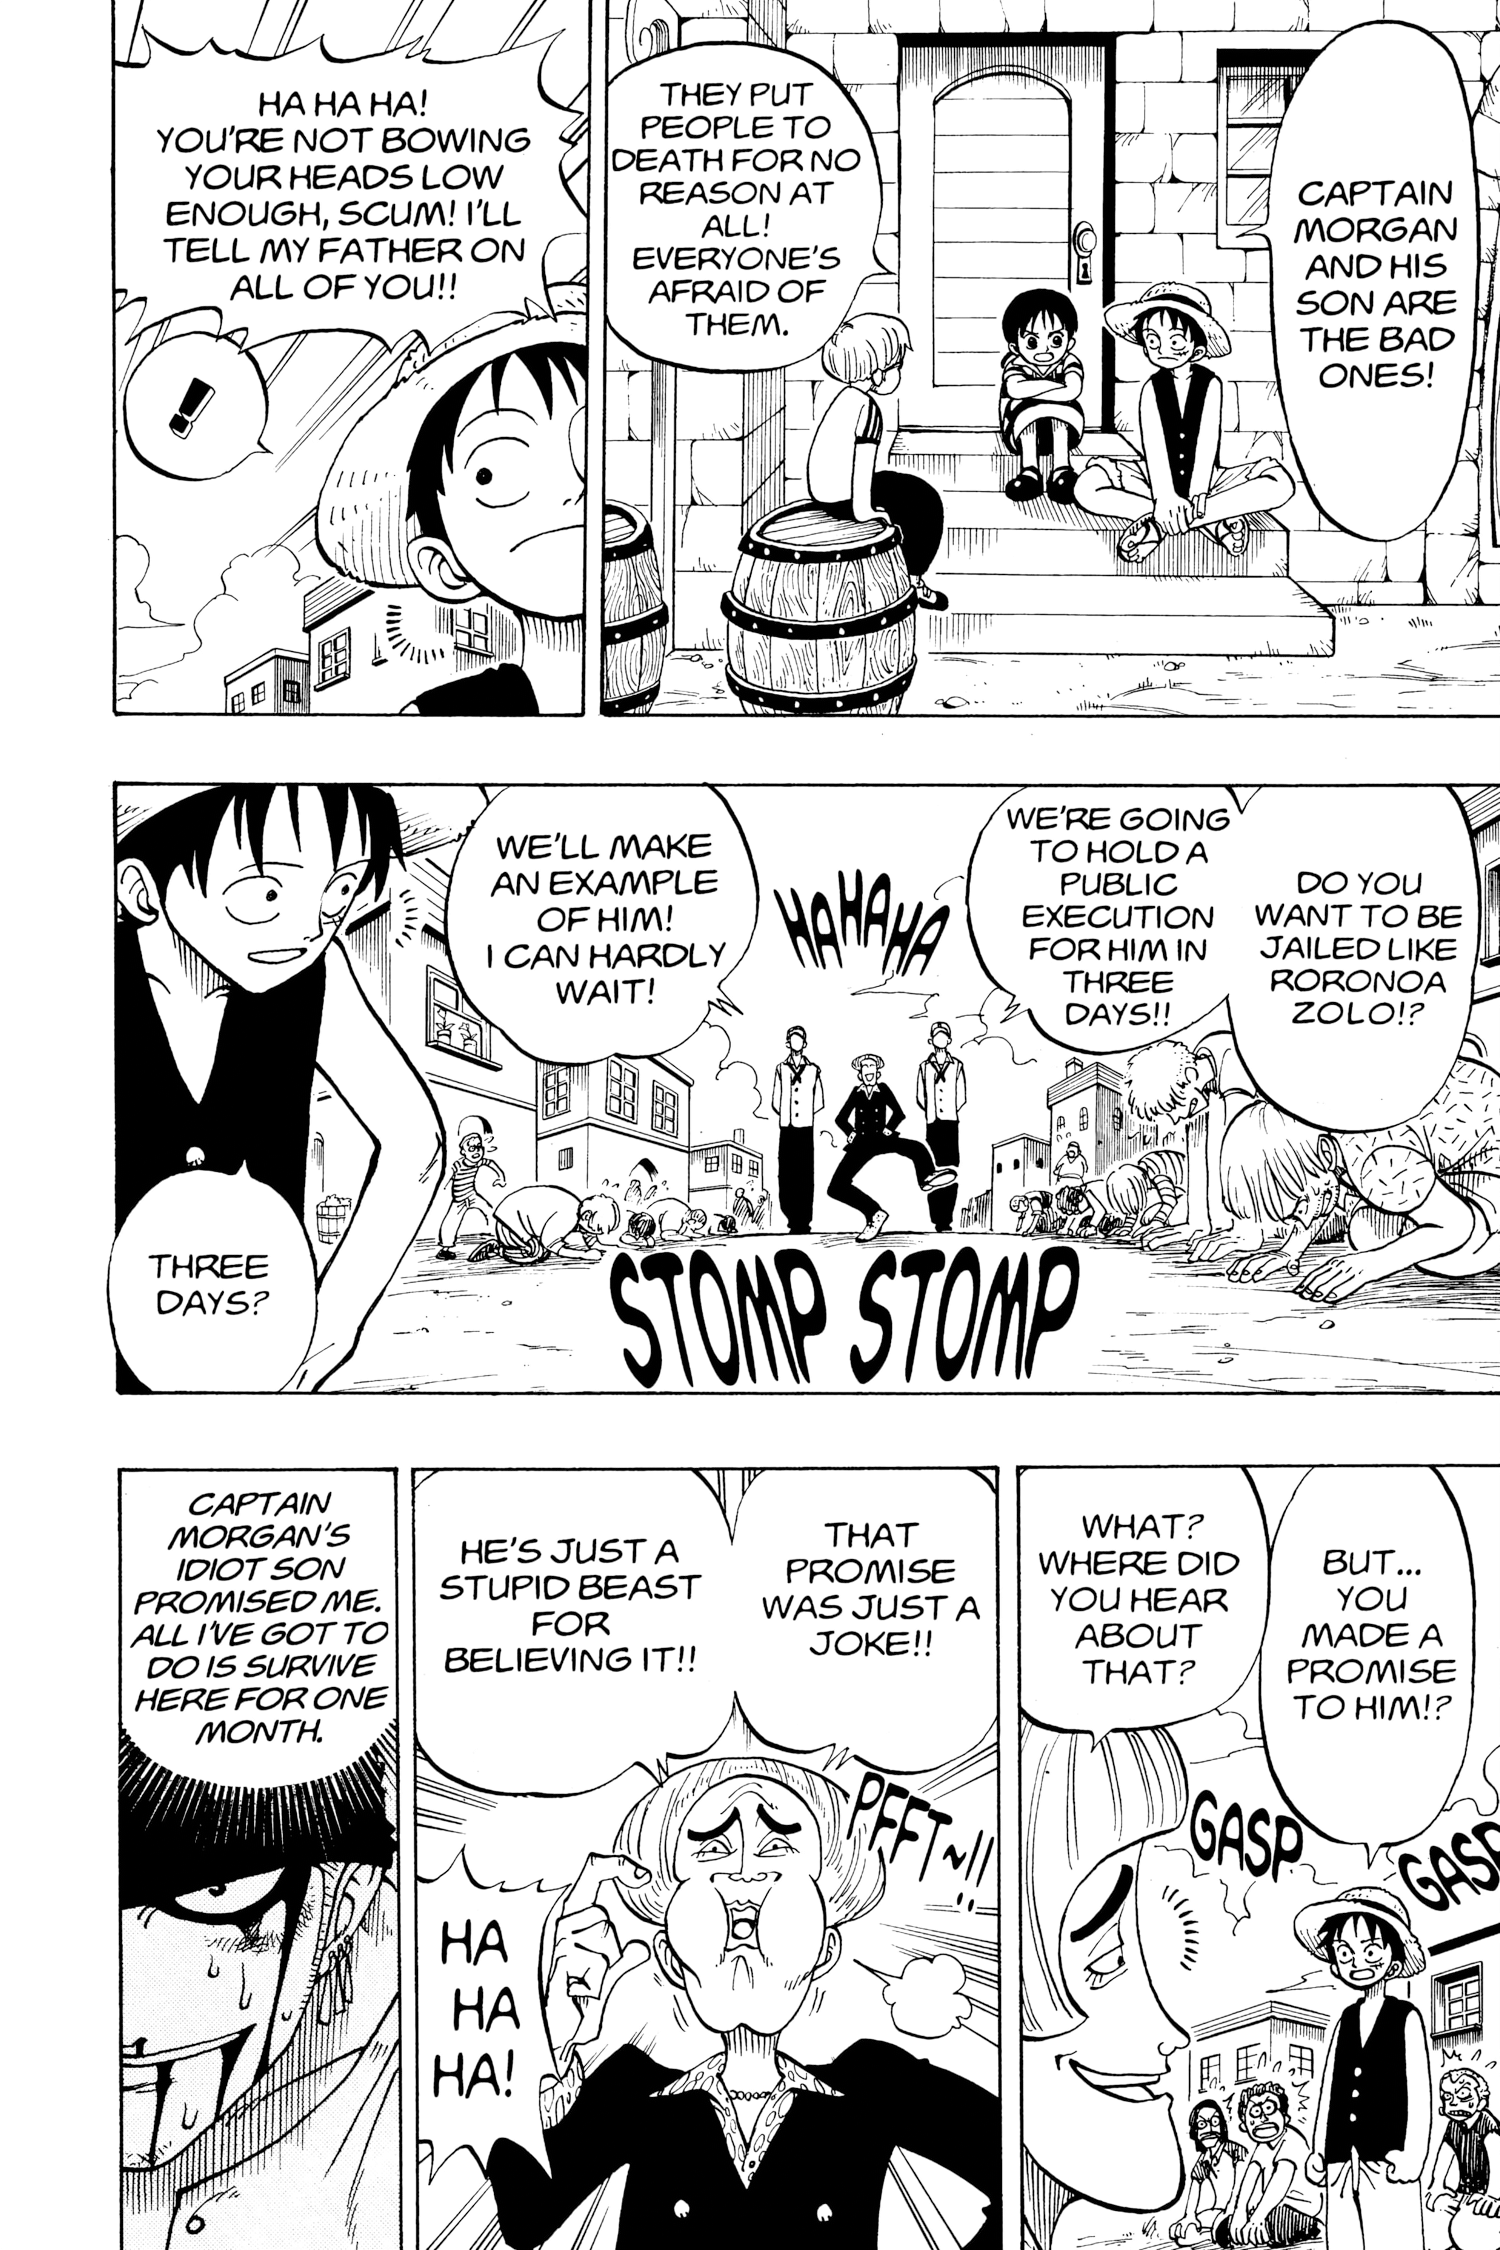 CAPTAIN
MORGAN
AND HIS
SON ARE
THE BAD
ONES!
THEY PUT
PEOPLE TO
DEATH FOR NO
REASON AT
ALL!
EVERYONE'S
AFRAID OF
THEM.
HA HA HA!
YOU'RE NOT BOWING
YOUR HEADS LOW
ENOUGH, SCUM! I'LL
TELL MY FATHER ON
ALL OF YOU!!
!
DO YOU
WANT TO BE
JAILED LIKE
RORONOA
ZOLO!?
WE'RE GOING
TO HOLD A
PUBLIC
EXECUTION
FOR HIM IN
THREE
DAYS!!
HA HA HA
WE'LL MAKE
AN EXAMPLE
OF HIM!
I CAN HARDLY
WAIT!
STOMP STOMP
THREE
DAYS?
BUT...
YOU
MADE A
PROMISE
TO HIM!?
WHAT?
WHERE DID
YOU HEAR
ABOUT
THAT?
GASP
GASP
THAT
PROMISE
WAS JUST A
JOKE!!
HE'S JUST A
STUPID BEAST
FOR
BELIEVING IT!!
PFFT~!!
HA
HA
HA!
CAPTAIN
MORGAN'S
IDIOT SON
PROMISED ME.
ALL I'VE GOT TO
DO IS SURVIVE
HERE FOR ONE
MONTH.